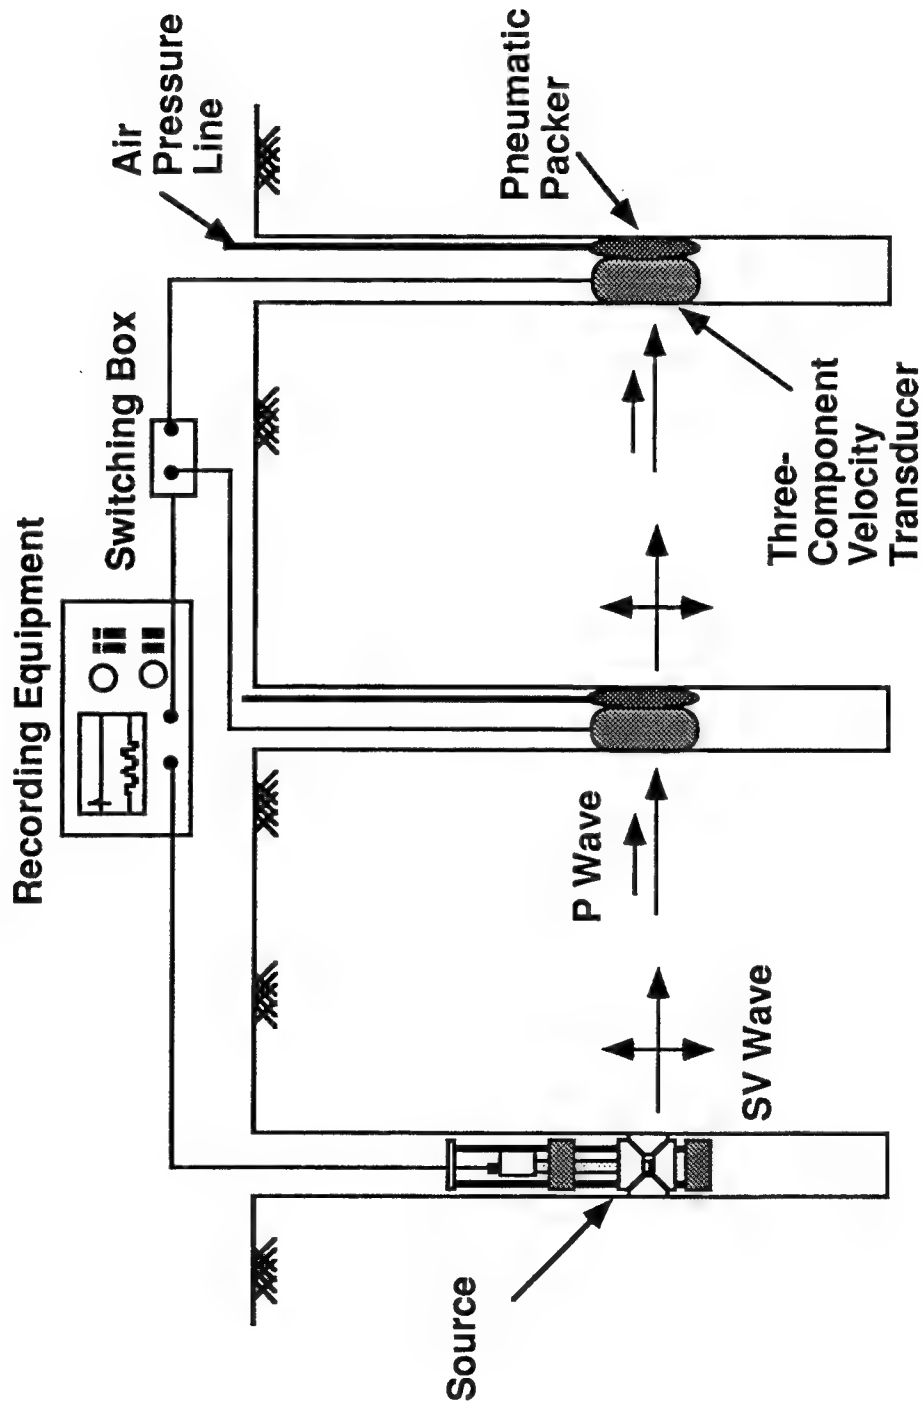 Recording Equipment
Switching Box
Air
Pressure
Line
Pneumatic
Packer
P Wave
SV Wave
Source
Three-
Component
Velocity
Transducer